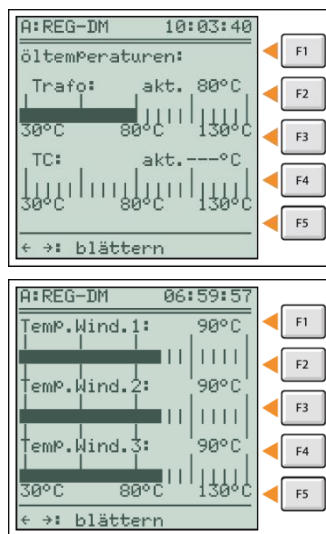 A:REG-DM 10:03:40
öltemperaturen:
Trafo: akt. 80°C
30°C 80°C 130°C
TC: akt.---°C
30°C 80°C 130°C
← →: blättern
F1
F2
F3
F4
F5
A:REG-DM 06:59:57
Temp.Wind.1: 90°C
Temp.Wind.2: 90°C
Temp.Wind.3: 90°C
30°C 80°C 130°C
← →: blättern
F1
F2
F3
F4
F5